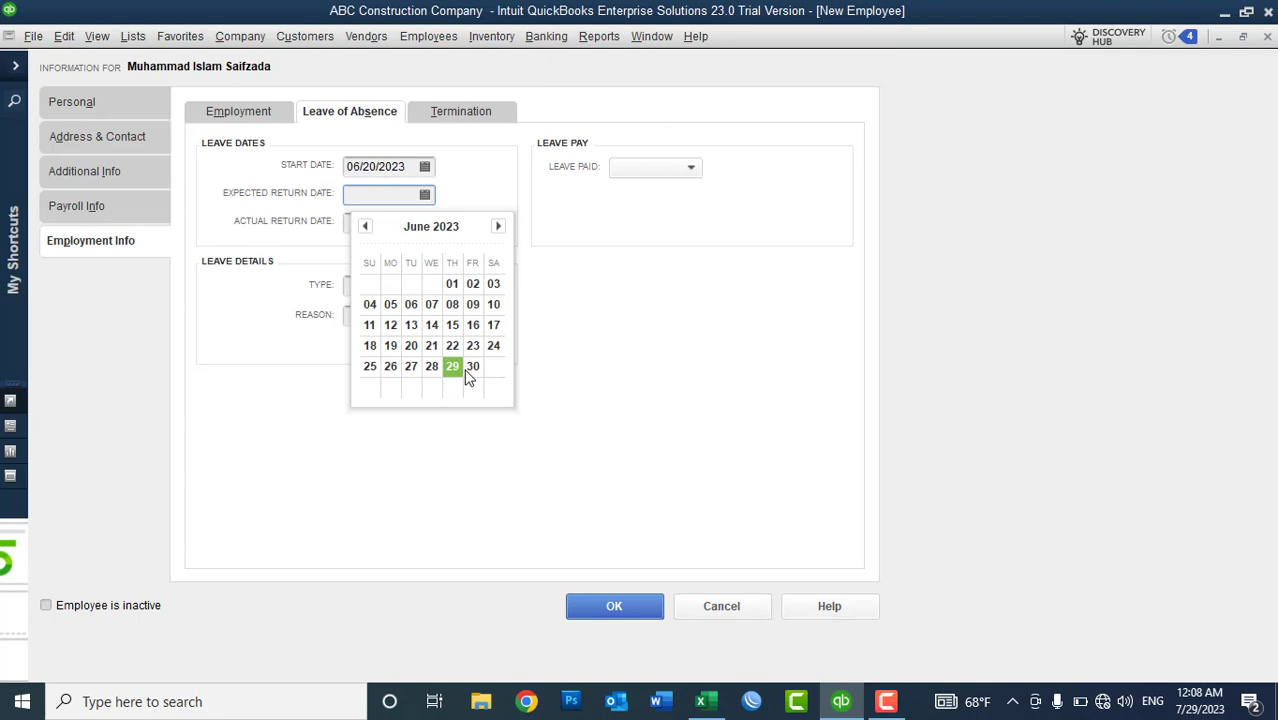 ABC Construction Company - Intuit QuickBooks Enterprise Solutions 23.0 Trial Version - [New Employee]
File Edit View Lists Favorites Company Customers Vendors Employees Inventory Banking Reports Window Help
DISCOVERY HUB 4
INFORMATION FOR Muhammad Islam Saifzada
My Shortcuts
Personal
Address & Contact
Additional Info
Payroll Info
Employment Info
Employment Leave of Absence Termination
LEAVE DATES
START DATE: 06/20/2023
EXPECTED RETURN DATE:
ACTUAL RETURN DATE:
June 2023
SU MO TU WE TH FR SA
01 02 03
04 05 06 07 08 09 10
11 12 13 14 15 16 17
18 19 20 21 22 23 24
25 26 27 28 29 30
LEAVE DETAILS
TYPE:
REASON:
LEAVE PAY
LEAVE PAID:
Employee is inactive
OK Cancel Help
Type here to search
68°F ENG
12:08 AM
7/29/2023
2